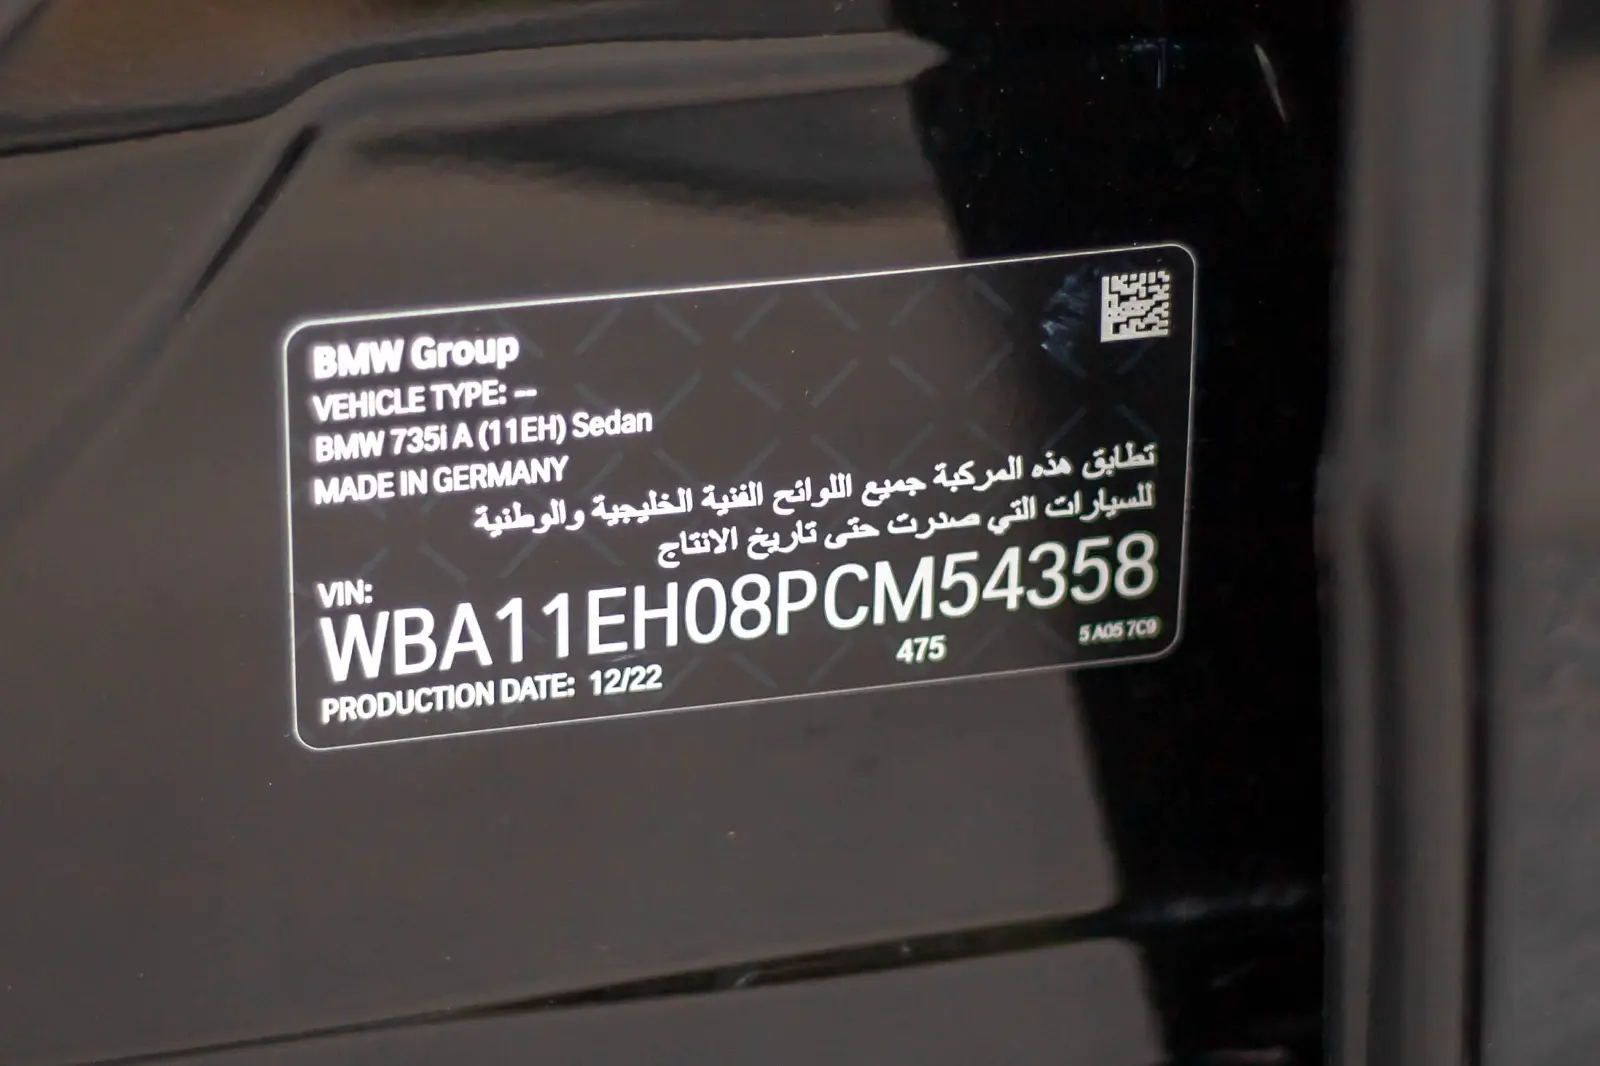 BMW Group
VEHICLE TYPE: --
BMW 735i A (11EH) Sedan
MADE IN GERMANY
تطابق هذه المركبة جميع اللوائح الفنية الخليجية والوطنية
للسيارات التي صدرت حتى تاريخ الانتاج
VIN:
WBA11EH08PCM54358
PRODUCTION DATE: 12/22
475
5 A05 7C9